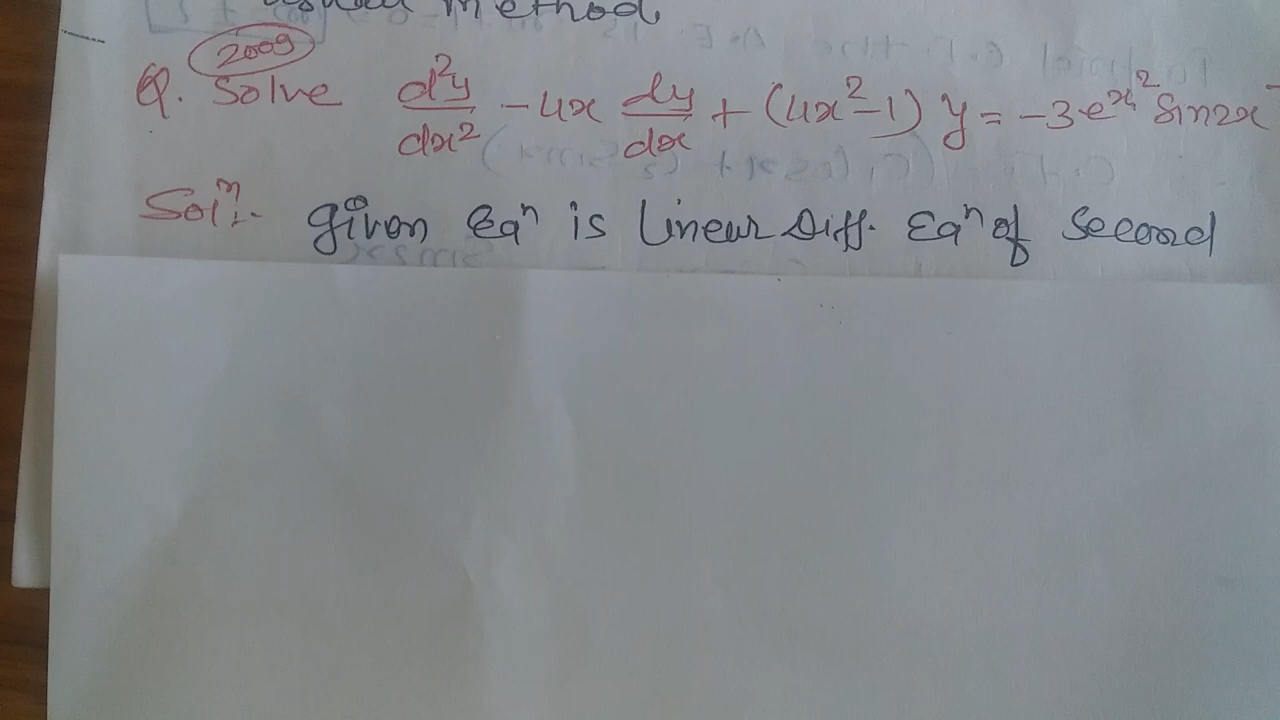 usual method.
2009
Q. Solve d²y/dx² - 4x dy/dx + (4x²-1) y = -3e^x² Sin2x
Solⁿ:- given Eqⁿ is Linear Diff. Eqⁿ of Second